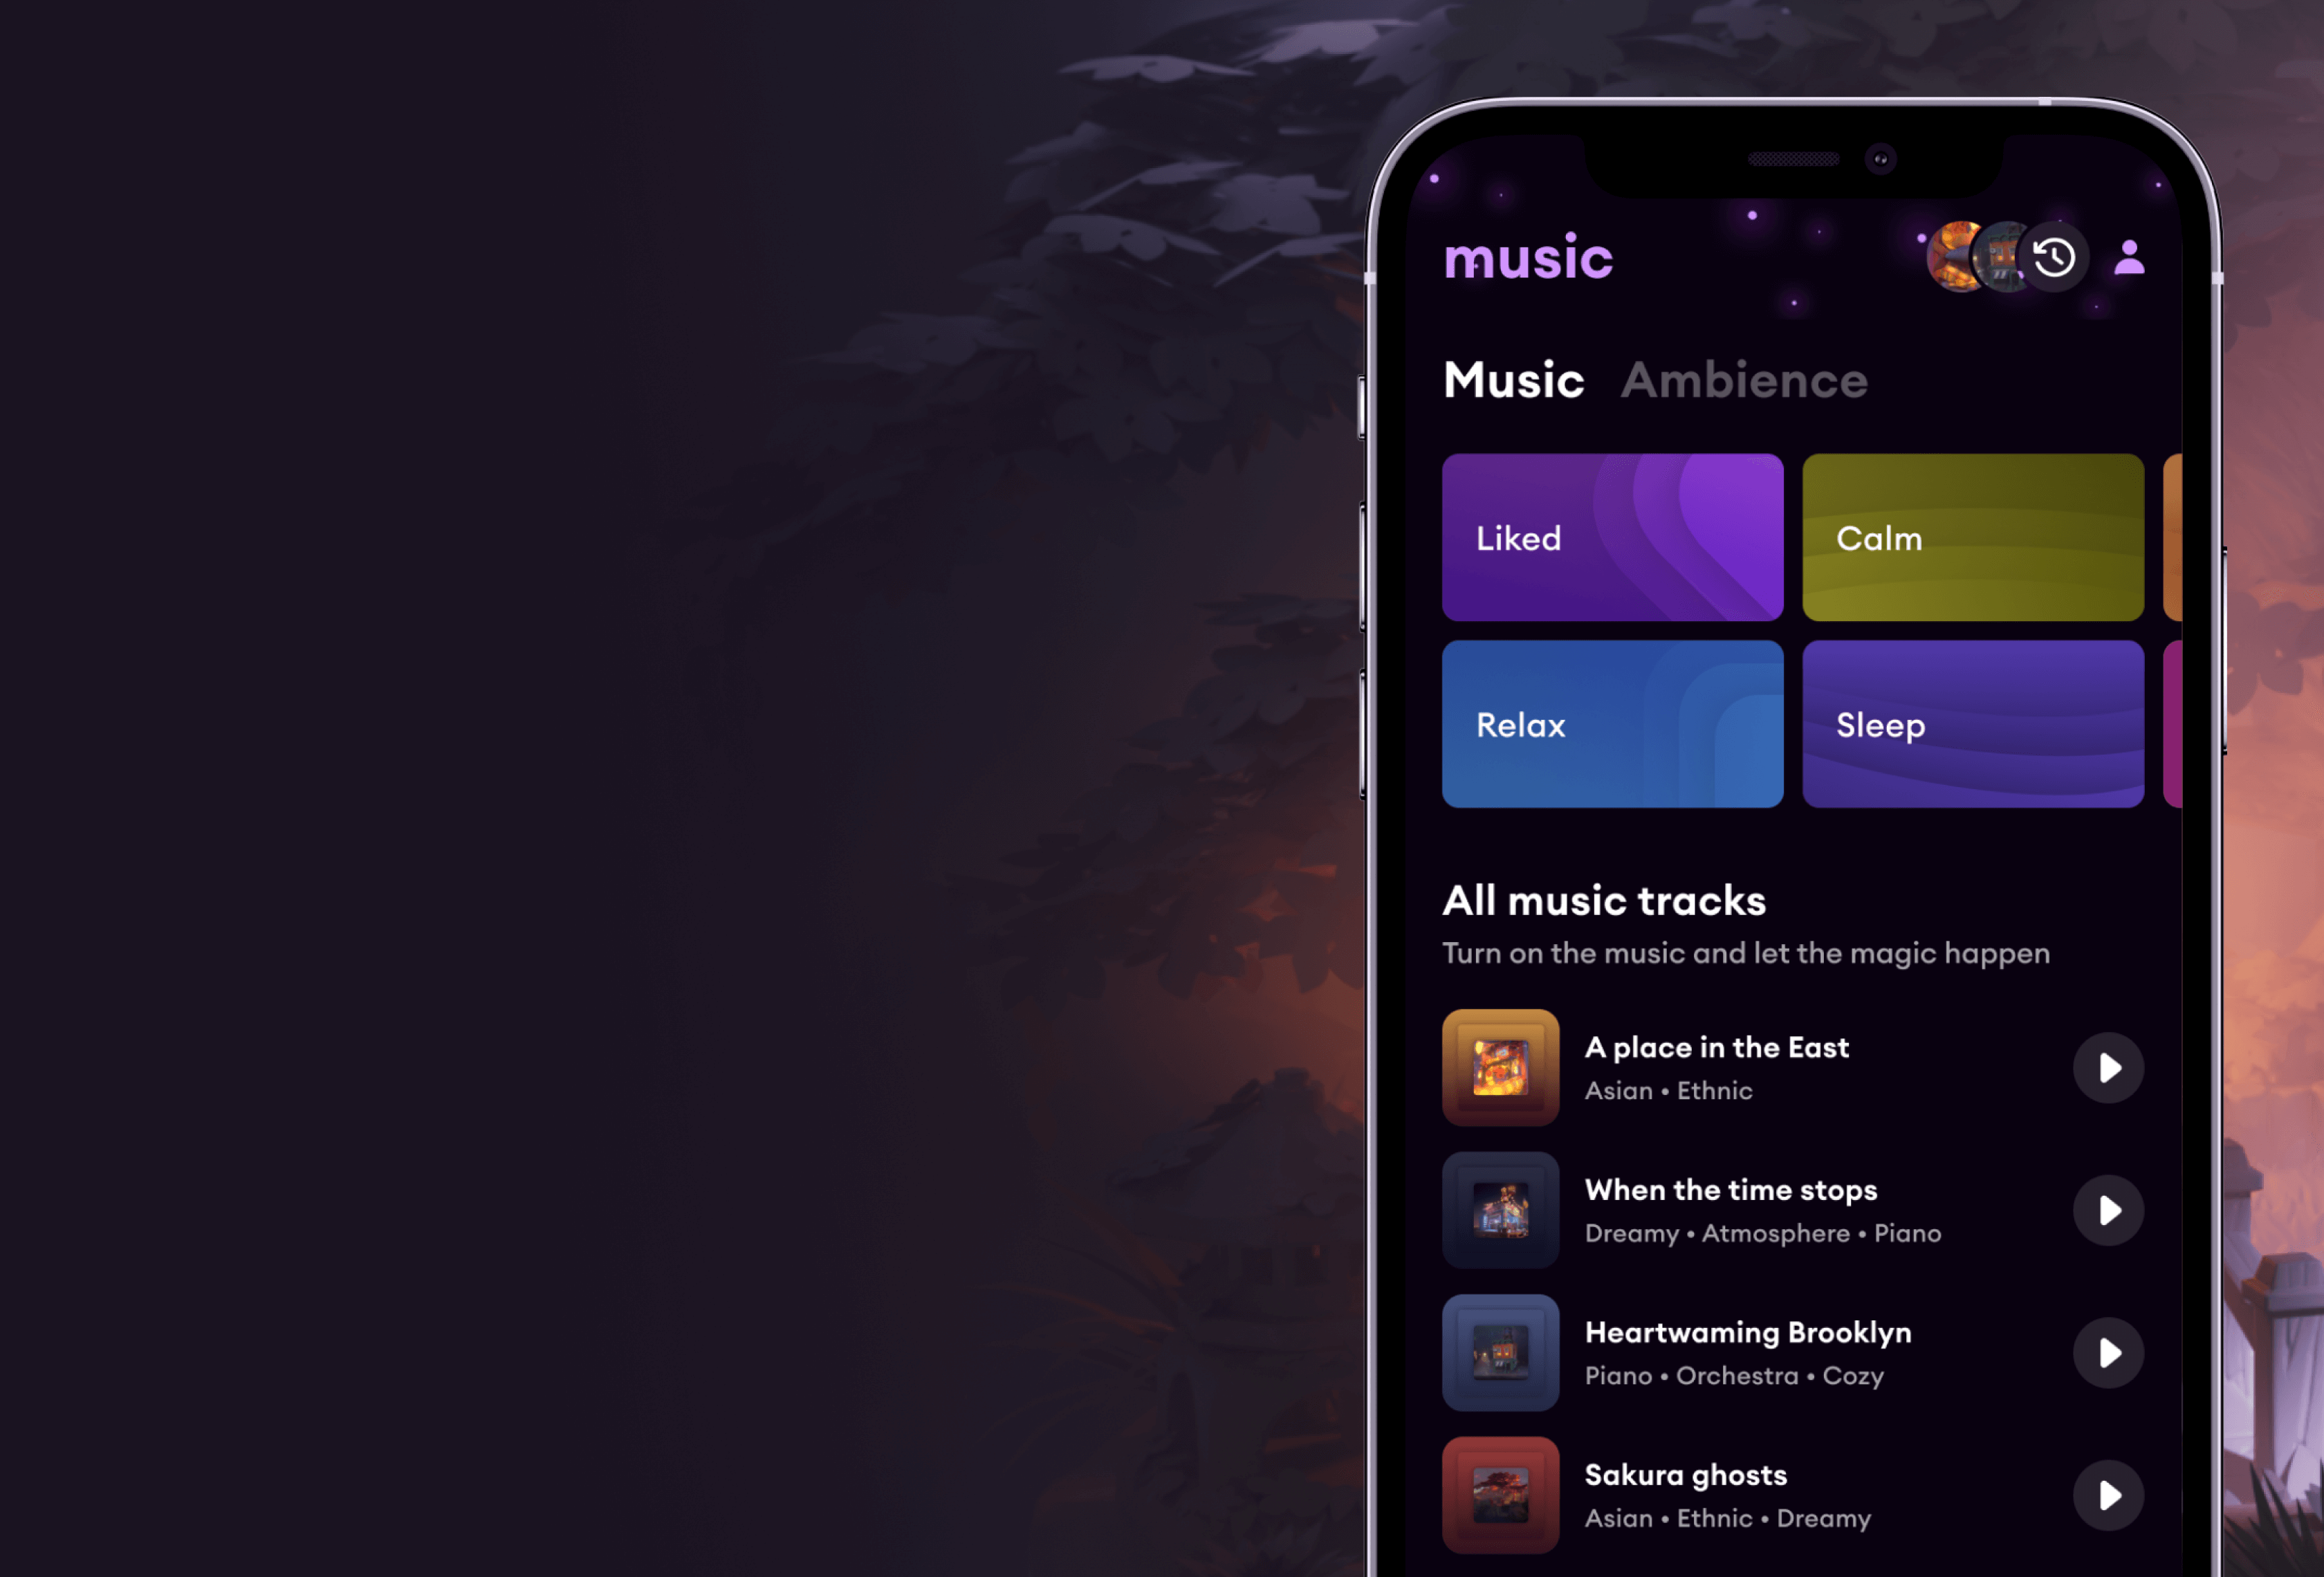 music
Music Ambience
Liked
Calm
Relax
Sleep
All music tracks
Turn on the music and let the magic happen
A place in the East
Asian • Ethnic
When the time stops
Dreamy • Atmosphere • Piano
Heartwaming Brooklyn
Piano • Orchestra • Cozy
Sakura ghosts
Asian • Ethnic • Dreamy